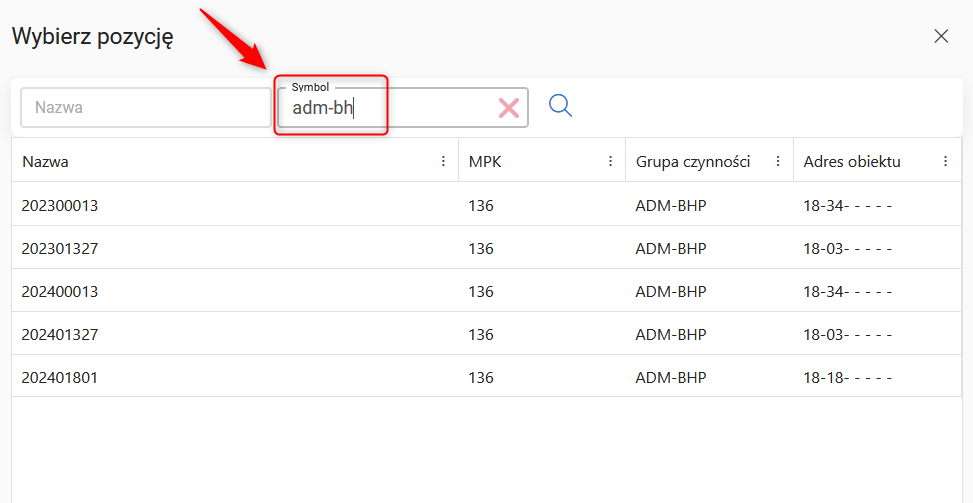 Wybierz pozycję
Symbol
Nazwa adm-bh
Nazwa MPK Grupa czynności Adres obiektu
202300013 136 ADM-BHP 18-34- - - - -
202301327 136 ADM-BHP 18-03- - - - -
202400013 136 ADM-BHP 18-34- - - - -
202401327 136 ADM-BHP 18-03- - - - -
202401801 136 ADM-BHP 18-18- - - - -